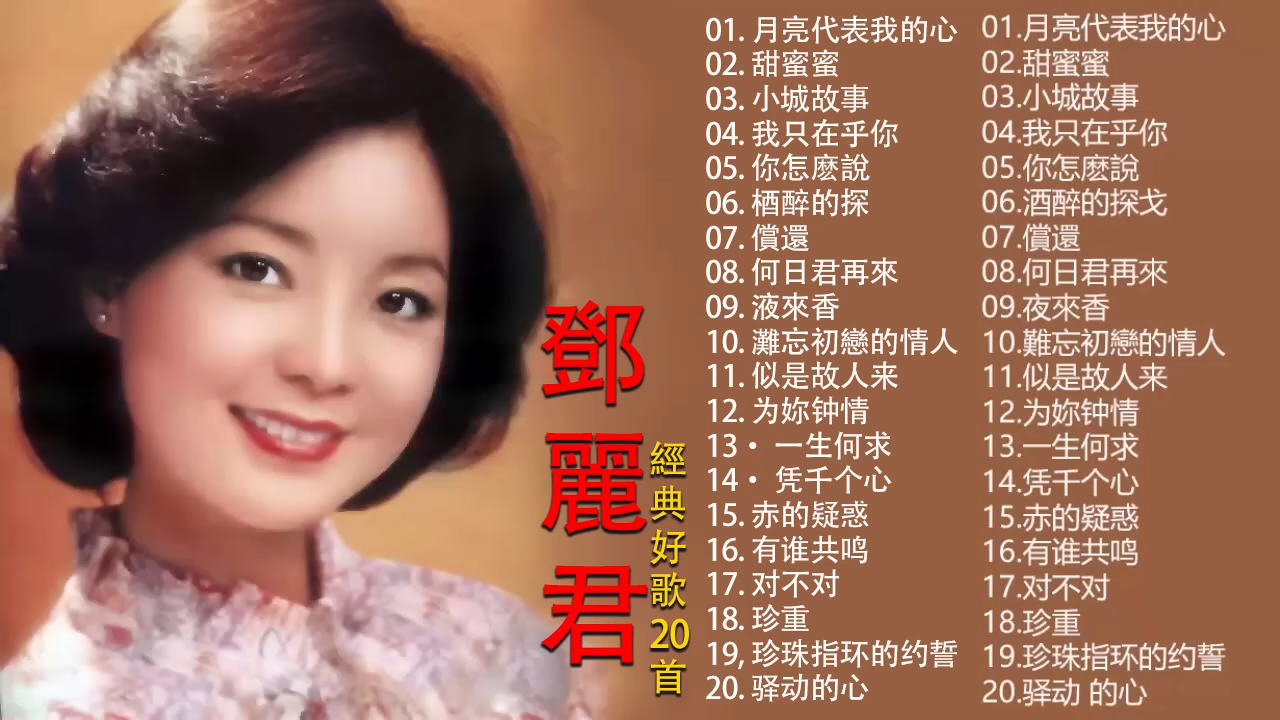 鄧麗君
經典好歌20首
01. 月亮代表我的心
02. 甜蜜蜜
03. 小城故事
04. 我只在乎你
05. 你怎麽說
06. 栖醉的探
07. 償還
08. 何日君再來
09. 液來香
10. 灘忘初戀的情人
11. 似是故人来
12. 为妳钟情
13• 一生何求
14• 凭千个心
15. 赤的疑惑
16. 有谁共鸣
17. 对不对
18. 珍重
19, 珍珠指环的约誓
20. 驿动的心
01.月亮代表我的心
02.甜蜜蜜
03.小城故事
04.我只在乎你
05.你怎麽說
06.酒醉的探戈
07.償還
08.何日君再來
09.夜來香
10.難忘初戀的情人
11.似是故人来
12.为妳钟情
13.一生何求
14.凭千个心
15.赤的疑惑
16.有谁共鸣
17.对不对
18.珍重
19.珍珠指环的约誓
20.驿动 的心